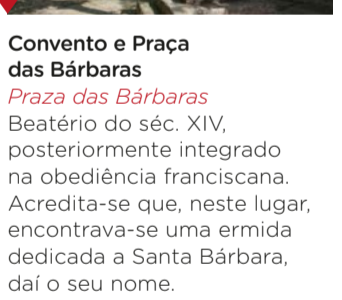 Convento e Praça
das Bárbaras
Praza das Bárbaras
Beatério do séc. XIV,
posteriormente integrado
na obediência franciscana.
Acredita-se que, neste lugar,
encontrava-se uma ermida
dedicada a Santa Bárbara,
daí o seu nome.